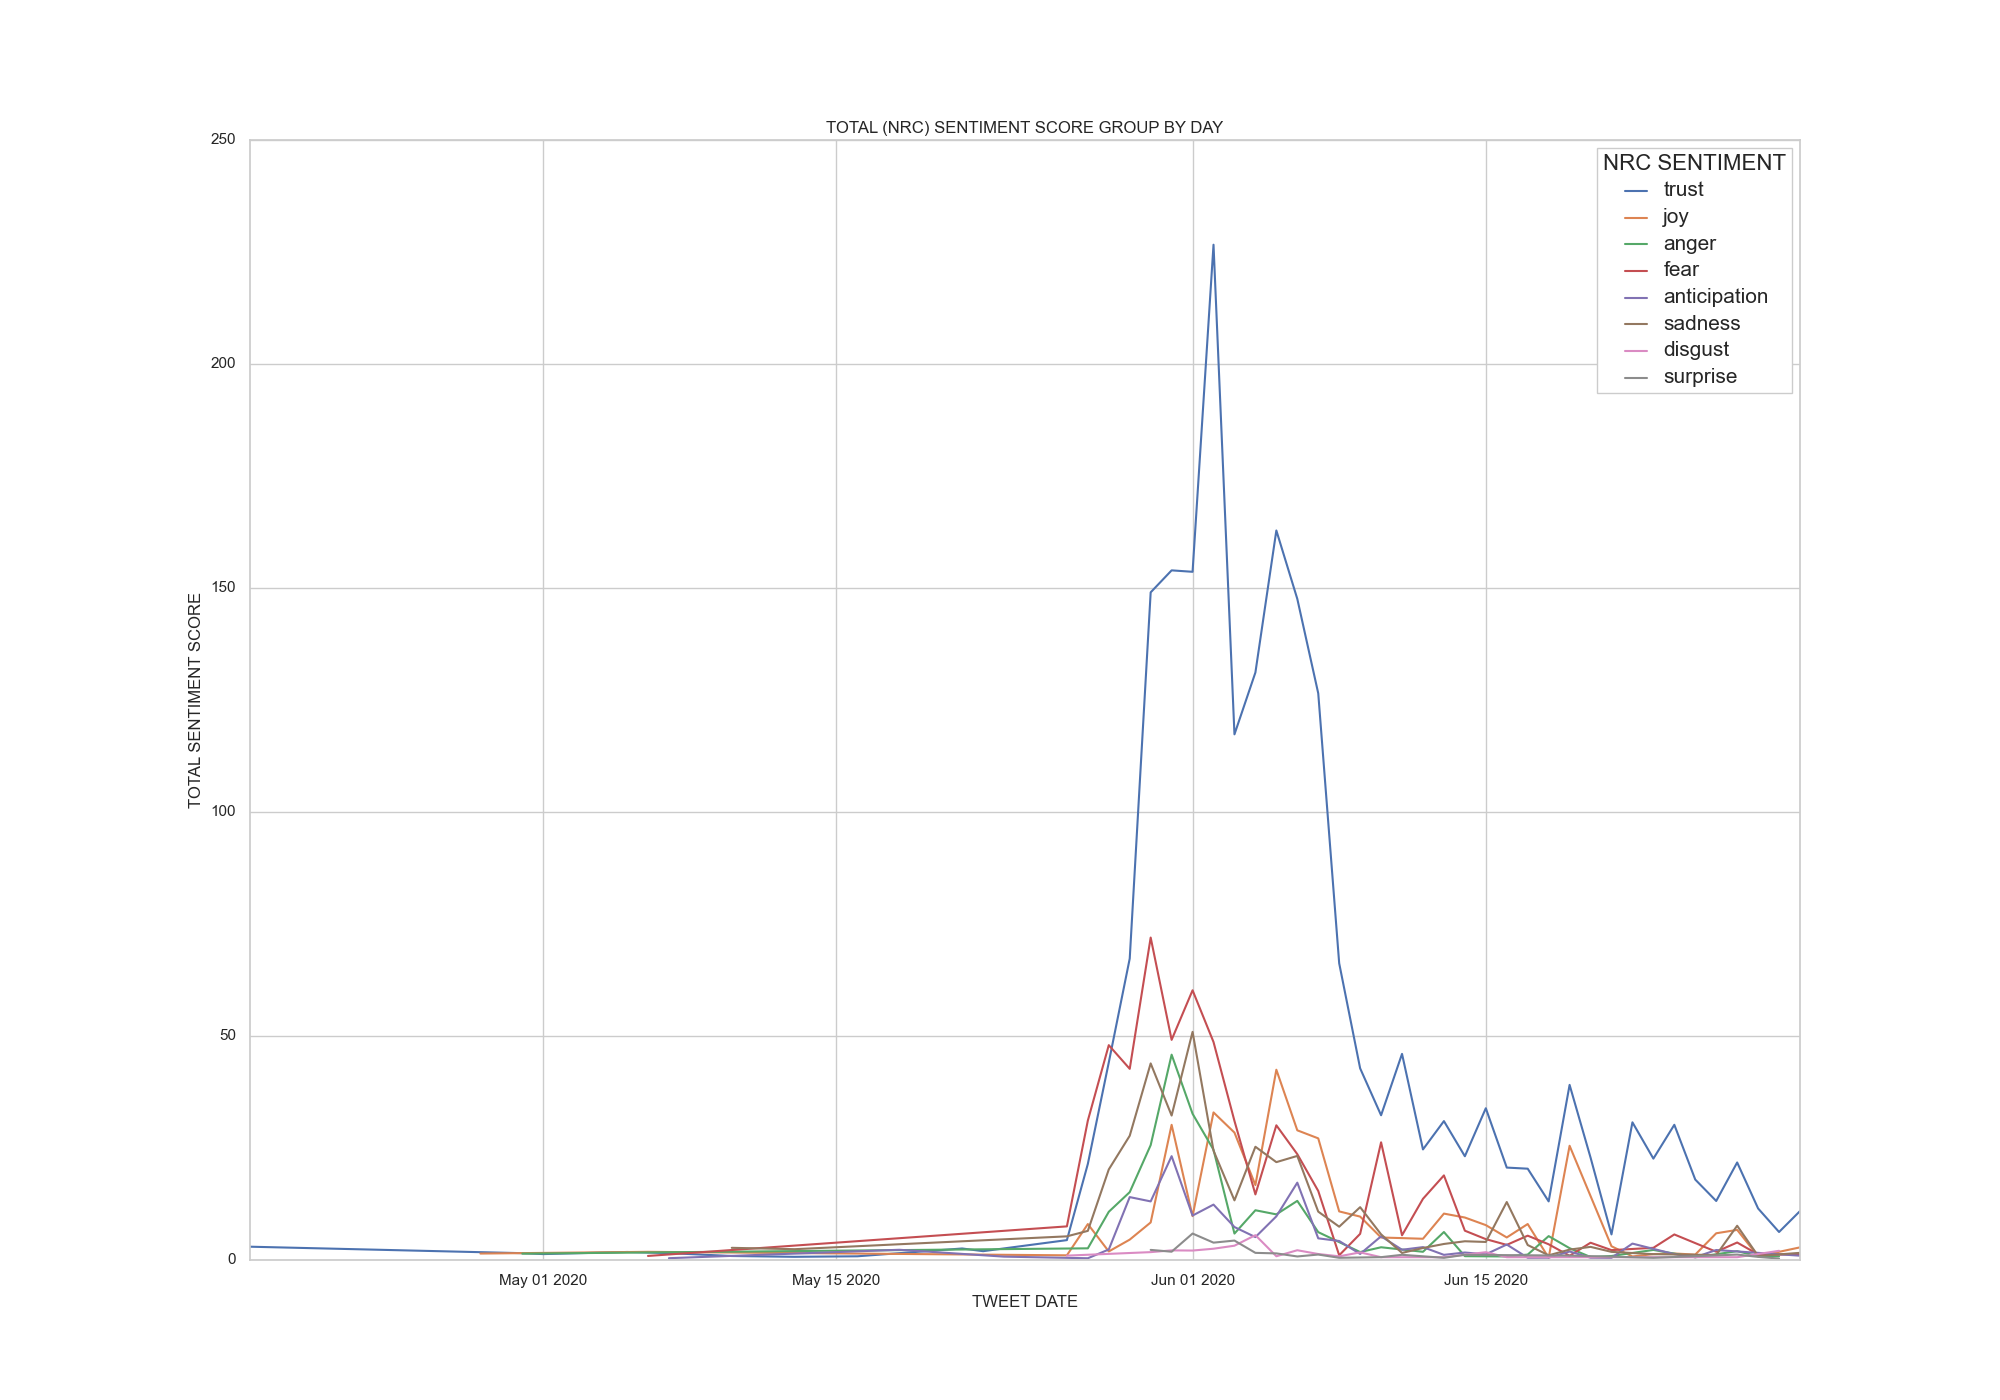 TOTAL (NRC) SENTIMENT SCORE GROUP BY DAY
250
200
150
100
50
0
TOTAL SENTIMENT SCORE
NRC SENTIMENT
trust
joy
anger
fear
anticipation
sadness
disgust
surprise
May 01 2020
May 15 2020
Jun 01 2020
Jun 15 2020
TWEET DATE